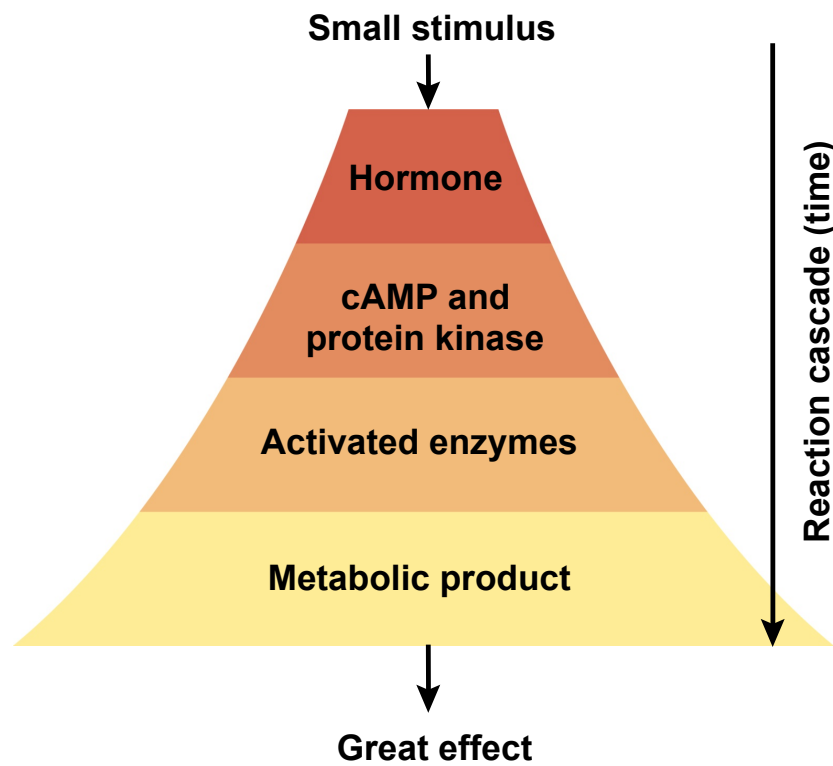 Small stimulus
Hormone
cAMP and
protein kinase
Activated enzymes
Metabolic product
Great effect
Reaction cascade (time)